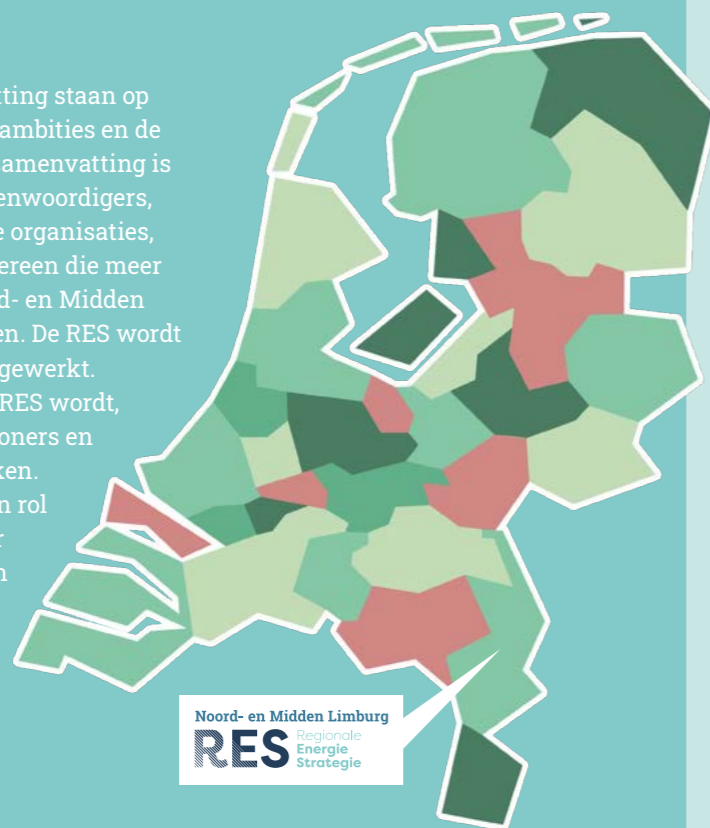 tting staan op
ambities en de
amenvatting is
enwoordigers,
e organisaties,
ereen die meer
d- en Midden
en. De RES wordt
gewerkt.
RES wordt,
oners en
ken.
n rol
r
n
Noord- en Midden Limburg
RES Regionale
Energie
Strategie